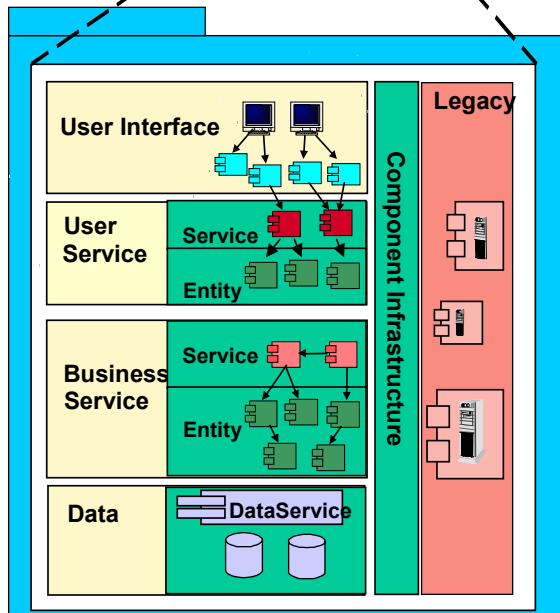 User Interface
User
Service
Service
Entity
Business
Service
Service
Entity
Data
DataService
Component Infrastructure
Legacy